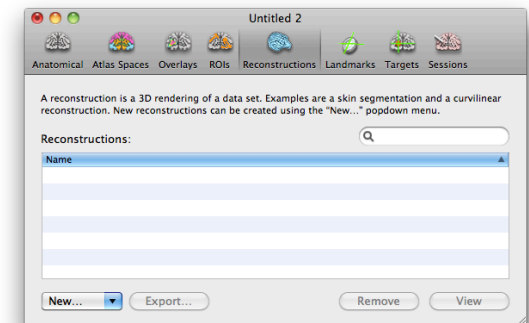 Untitled 2
Anatomical Atlas Spaces Overlays ROIs Reconstructions Landmarks Targets Sessions
A reconstruction is a 3D rendering of a data set. Examples are a skin segmentation and a curvilinear
reconstruction. New reconstructions can be created using the "New..." popdown menu.
Reconstructions:
Name
New... Export... Remove View